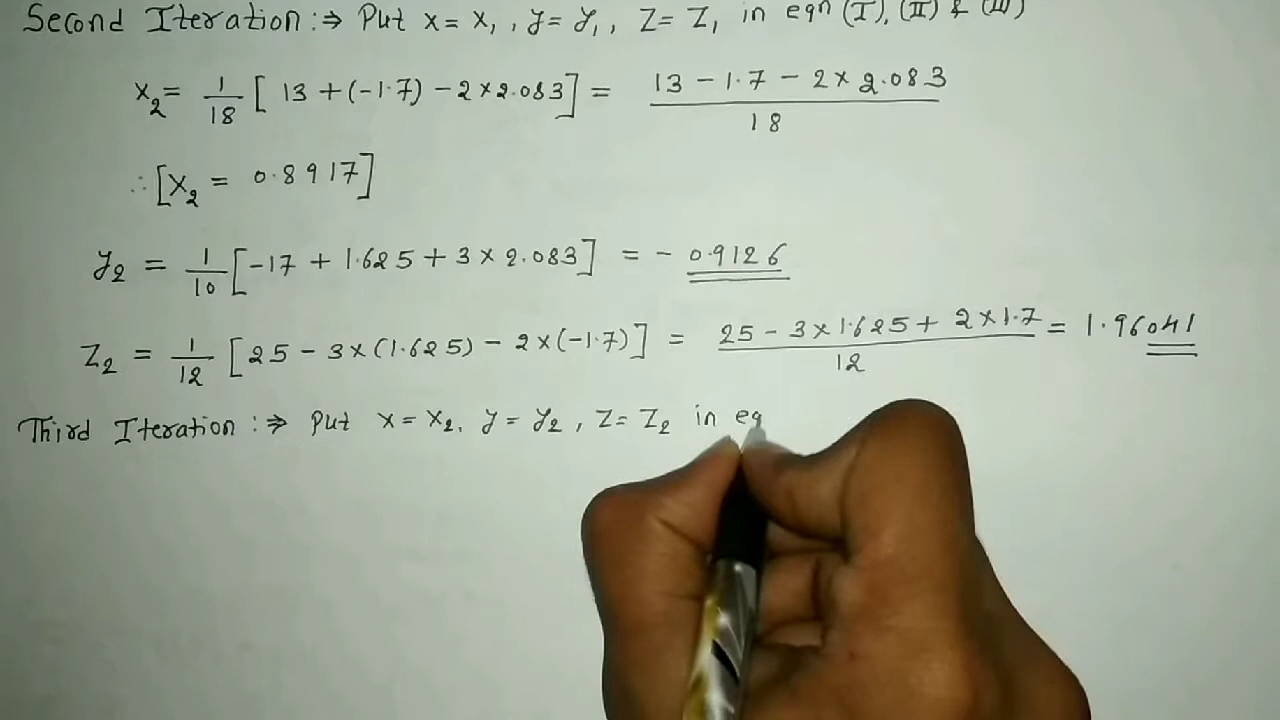 Second Iteration :⇒ Put x = x₁, y = y₁, z = z₁ in eqn (I), (II) & (III)
x₂ = 1/18 [ 13 + (-1.7) - 2×2.083] = 13 - 1.7 - 2×2.083 / 18
∴ [x₂ = 0.8917]
y₂ = 1/10 [-17 + 1.625 + 3×2.083] = - 0.9126
z₂ = 1/12 [25 - 3×(1.625) - 2×(-1.7)] = 25 - 3×1.625 + 2×1.7 / 12 = 1.96041
Third Iteration :⇒ Put x = x₂, y = y₂, z = z₂ in eq